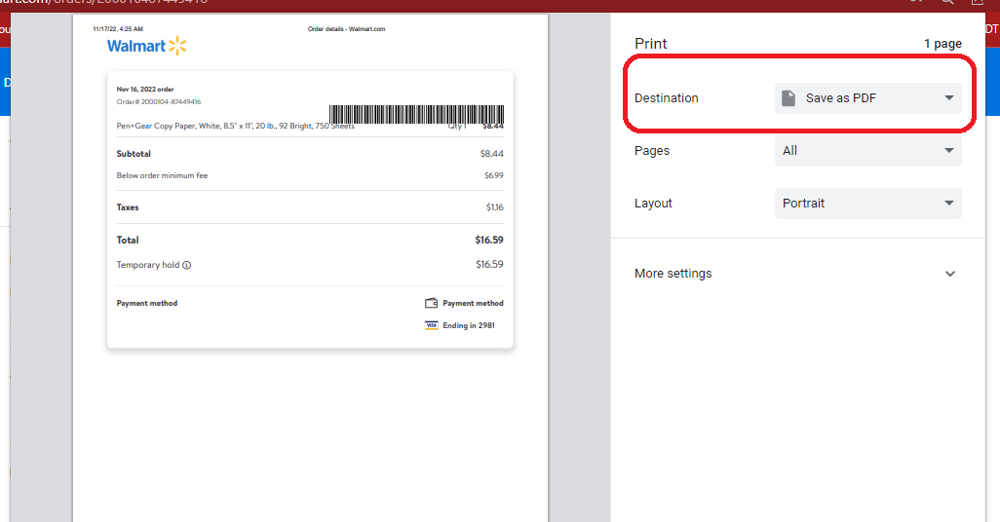 11/17/22, 4:25 AM Order details - Walmart.com
Walmart
Nov 16, 2022 order
Order# 2000104-87449416
Pen+Gear Copy Paper, White, 8.5" x 11", 20 lb., 92 Bright, 750 Sheets Qty 1 $8.44
Subtotal $8.44
Below order minimum fee $6.99
Taxes $1.16
Total $16.59
Temporary hold $16.59
Payment method Payment method
VISA Ending in 2981
Print 1 page
Destination Save as PDF
Pages All
Layout Portrait
More settings
DT
D